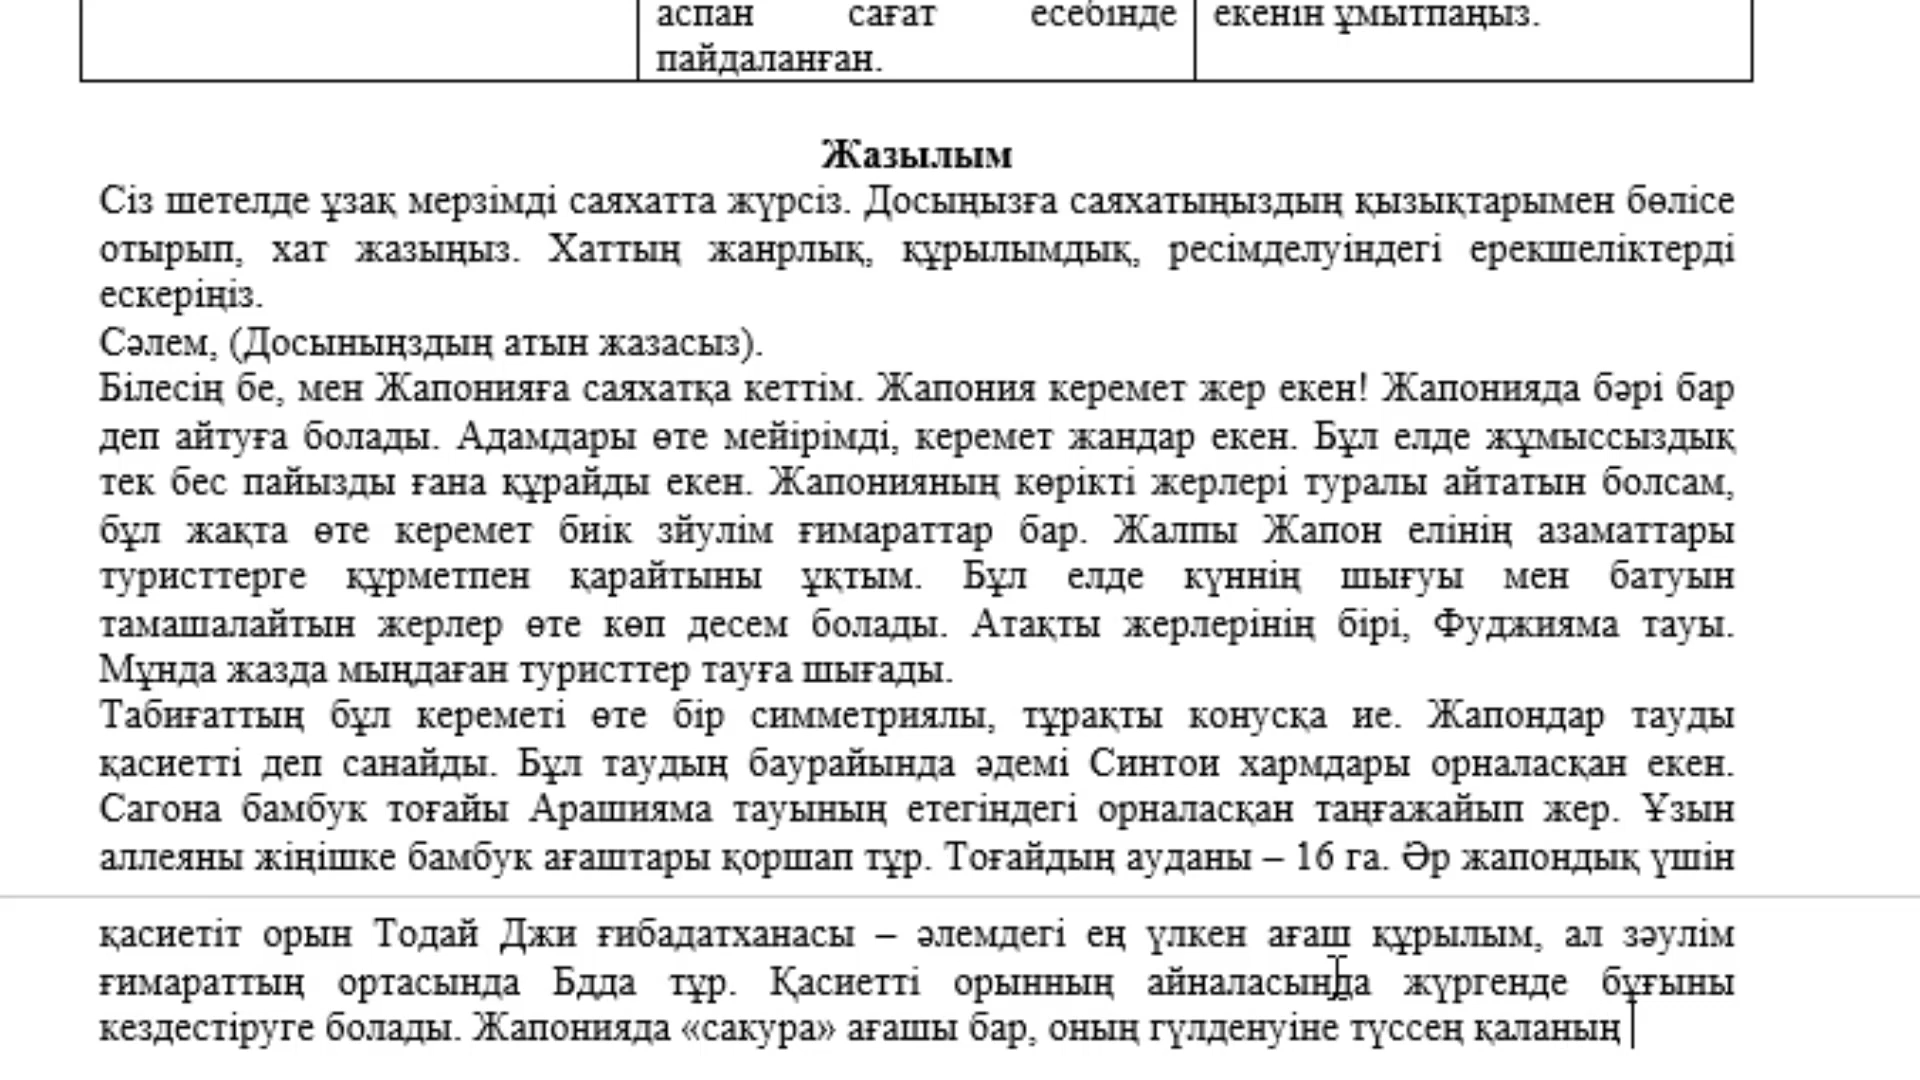 аспан сағат есебінде
пайдаланған.
екенін ұмытпаңыз.
Жазылым
Сіз шетелде ұзақ мерзімді саяхатта жүрсіз. Досыңызға саяхатыңыздың қызықтарымен бөлісе
отырып, хат жазыңыз. Хаттың жанрлық, құрылымдық, ресімделуіндегі ерекшеліктерді
ескеріңіз.
Сәлем, (Досыныңздың атын жазасыз).
Білесің бе, мен Жапонияға саяхатқа кеттім. Жапония керемет жер екен! Жапонияда бәрі бар
деп айтуға болады. Адамдары өте мейірімді, керемет жандар екен. Бұл елде жұмыссыздық
тек бес пайызды ғана құрайды екен. Жапонияның көрікті жерлері туралы айтатын болсам,
бұл жақта өте керемет биік зйулім ғимараттар бар. Жалпы Жапон елінің азаматтары
туристтерге құрметпен қарайтыны ұқтым. Бұл елде күннің шығуы мен батуын
тамашалайтын жерлер өте көп десем болады. Атақты жерлерінің бірі, Фуджияма тауы.
Мұнда жазда мыңдаған туристтер тауға шығады.
Табиғаттың бұл кереметі өте бір симметриялы, тұрақты конусқа ие. Жапондар тауды
қасиетті деп санайды. Бұл таудың баурайында әдемі Синтои хармдары орналасқан екен.
Сагона бамбук тоғайы Арашияма тауының етегіндегі орналасқан таңғажайып жер. Ұзын
аллеяны жіңішке бамбук ағаштары қоршап тұр. Тоғайдың ауданы – 16 га. Әр жапондық үшін
қасиетіт орын Тодай Джи ғибадатханасы – әлемдегі ең үлкен ағаш құрылым, ал зәулім
ғимараттың ортасында Бдда тұр. Қасиетті орынның айналасында жүргенде бұғыны
кездестіруге болады. Жапонияда «сакура» ағашы бар, оның гүлденуіне түссең қаланың